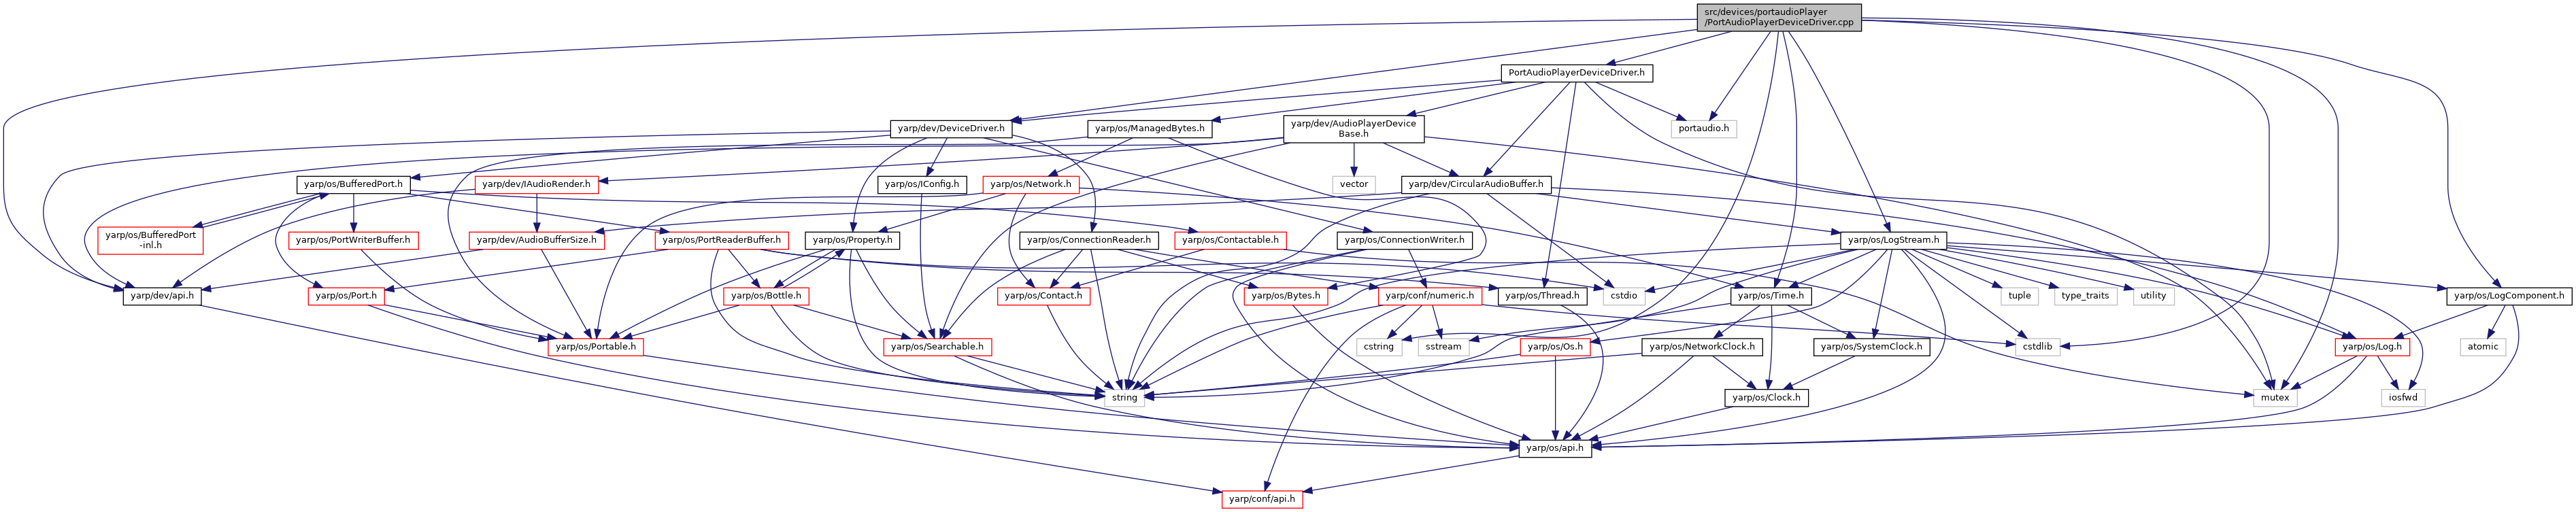 src/devices/portaudioPlayer
/PortAudioPlayerDeviceDriver.cpp
PortAudioPlayerDeviceDriver.h
yarp/dev/DeviceDriver.h
yarp/os/ManagedBytes.h
yarp/dev/AudioPlayerDevice
Base.h
portaudio.h
yarp/os/BufferedPort.h
yarp/dev/IAudioRender.h
yarp/os/IConfig.h
yarp/os/Network.h
vector
yarp/dev/CircularAudioBuffer.h
yarp/os/BufferedPort
-inl.h
yarp/os/PortWriterBuffer.h
yarp/dev/AudioBufferSize.h
yarp/os/PortReaderBuffer.h
yarp/os/Property.h
yarp/os/ConnectionReader.h
yarp/os/Contactable.h
yarp/os/ConnectionWriter.h
yarp/os/LogStream.h
yarp/dev/api.h
yarp/os/Port.h
yarp/os/Bottle.h
yarp/os/Contact.h
yarp/os/Bytes.h
yarp/conf/numeric.h
yarp/os/Thread.h
cstdio
yarp/os/Time.h
tuple
type_traits
utility
yarp/os/LogComponent.h
yarp/os/Portable.h
yarp/os/Searchable.h
cstring
sstream
yarp/os/Os.h
yarp/os/NetworkClock.h
yarp/os/SystemClock.h
cstdlib
yarp/os/Log.h
atomic
string
yarp/os/Clock.h
mutex
iosfwd
yarp/os/api.h
yarp/conf/api.h